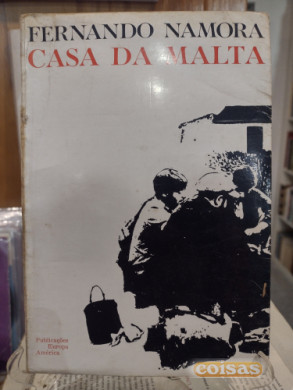 FERNANDO NAMORA
CASA DA MALTA
Publicações
Europa
América
coisas